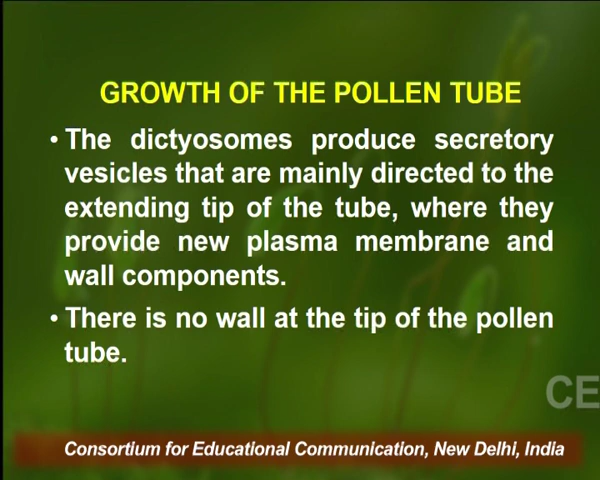 GROWTH OF THE POLLEN TUBE
• The dictyosomes produce secretory
vesicles that are mainly directed to the
extending tip of the tube, where they
provide new plasma membrane and
wall components.
• There is no wall at the tip of the pollen
tube.
CE
Consortium for Educational Communication, New Delhi, India